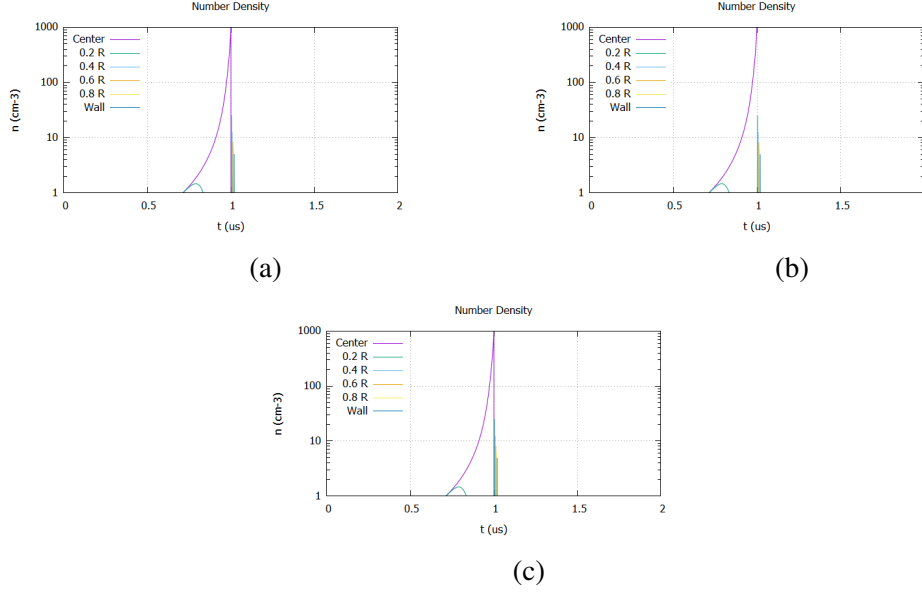 Number Density
1000
100
10
1
n (cm-3)
Center
0.2 R
0.4 R
0.6 R
0.8 R
Wall
0
0.5
1
1.5
2
t (us)
(a)
Number Density
1000
100
10
1
n (cm-3)
Center
0.2 R
0.4 R
0.6 R
0.8 R
Wall
0
0.5
1
1.5
t (us)
(b)
Number Density
1000
100
10
1
n (cm-3)
Center
0.2 R
0.4 R
0.6 R
0.8 R
Wall
0
0.5
1
1.5
2
t (us)
(c)